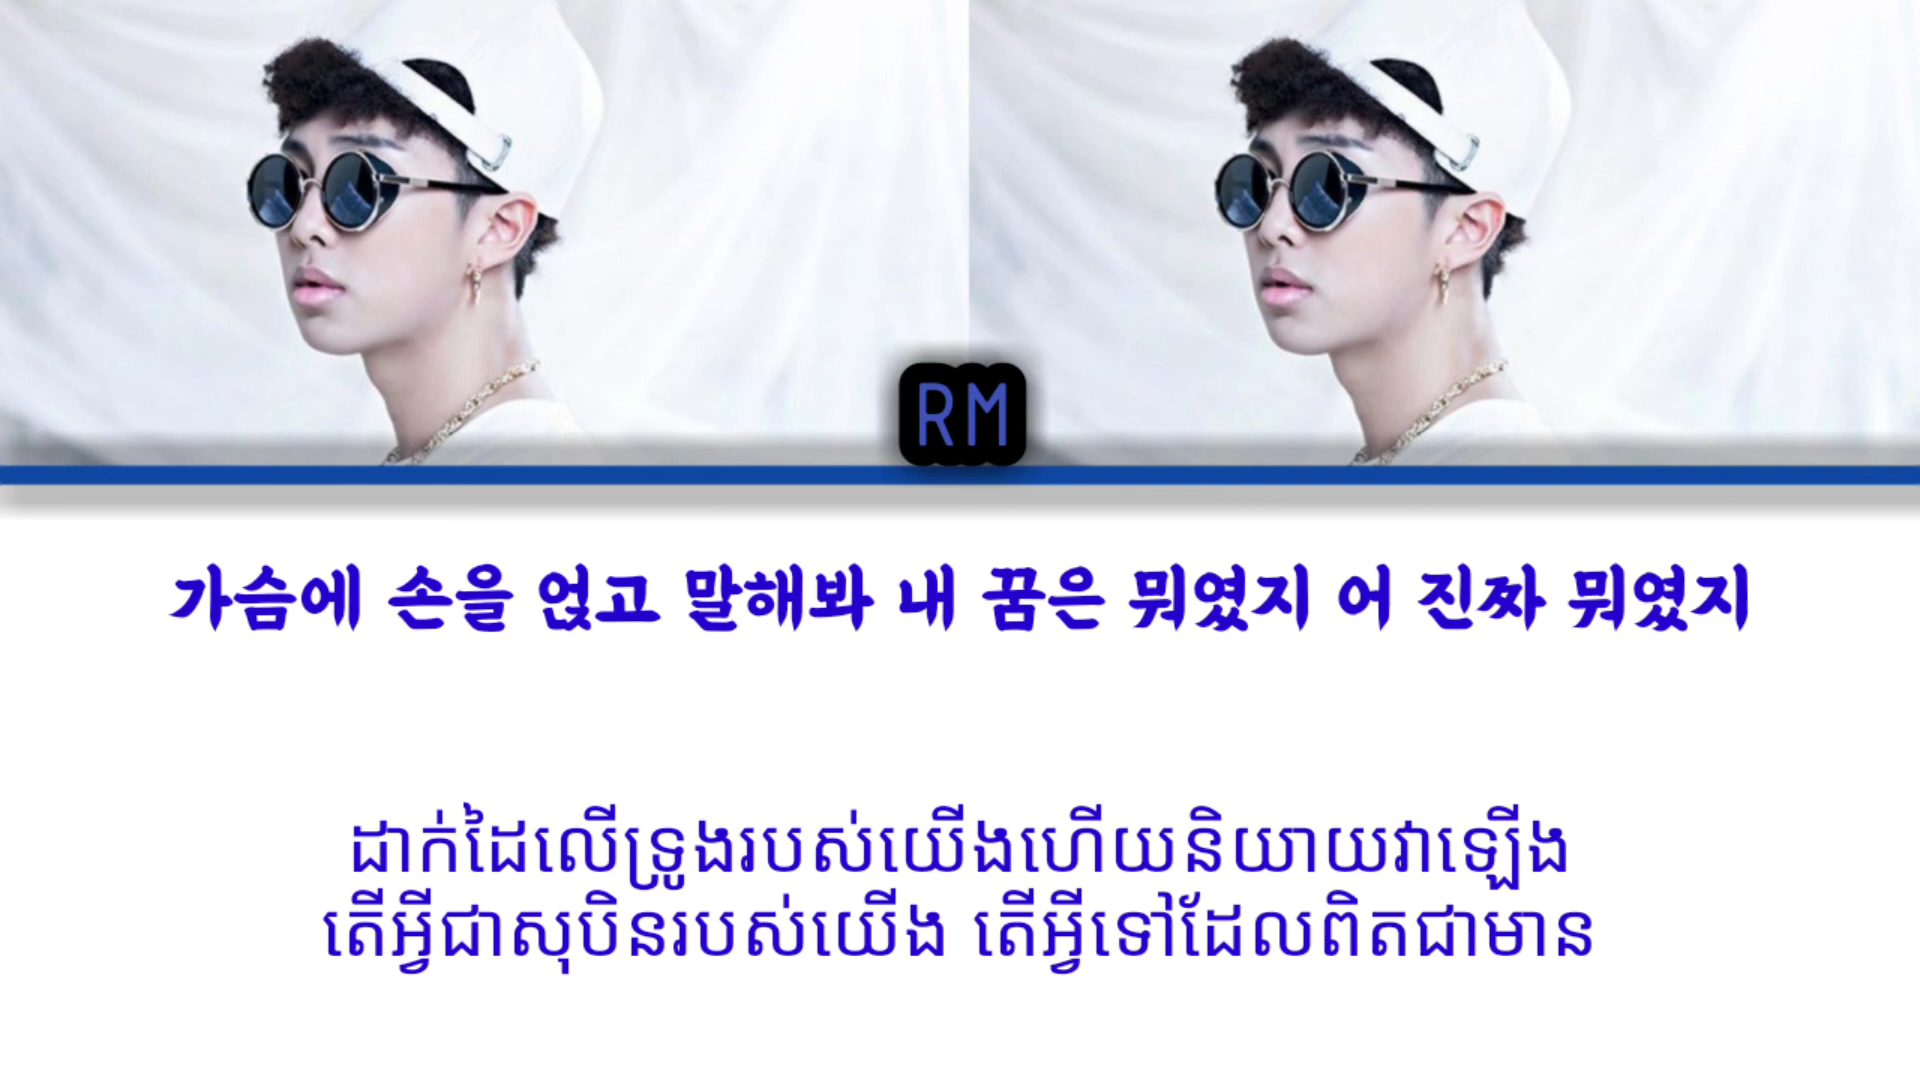 RM
가슴에 손을 얹고 말해봐 내 꿈은 뭐였지 어 진짜 뭐였지
ដាក់ដៃលើទ្រូងរបស់យើងហើយនិយាយវាឡើង
តើអ្វីជាសុបិនរបស់យើង តើអ្វីទៅដែលពិតជាមាន